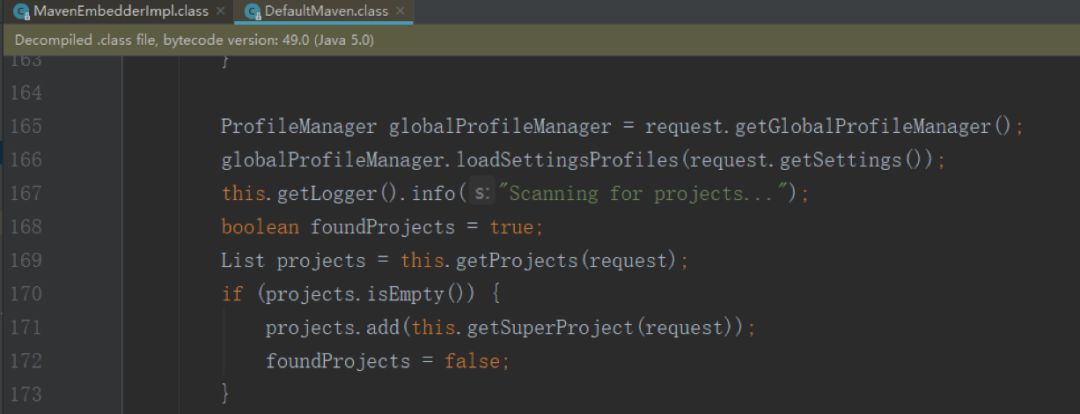 MavenEmbedderImpl.class × DefaultMaven.class ×
Decompiled .class file, bytecode version: 49.0 (Java 5.0)
163 }
164
165 ProfileManager globalProfileManager = request.getGlobalProfileManager();
166 globalProfileManager.loadSettingsProfiles(request.getSettings());
167 this.getLogger().info( s: "Scanning for projects...");
168 boolean foundProjects = true;
169 List projects = this.getProjects(request);
170 if (projects.isEmpty()) {
171 projects.add(this.getSuperProject(request));
172 foundProjects = false;
173 }